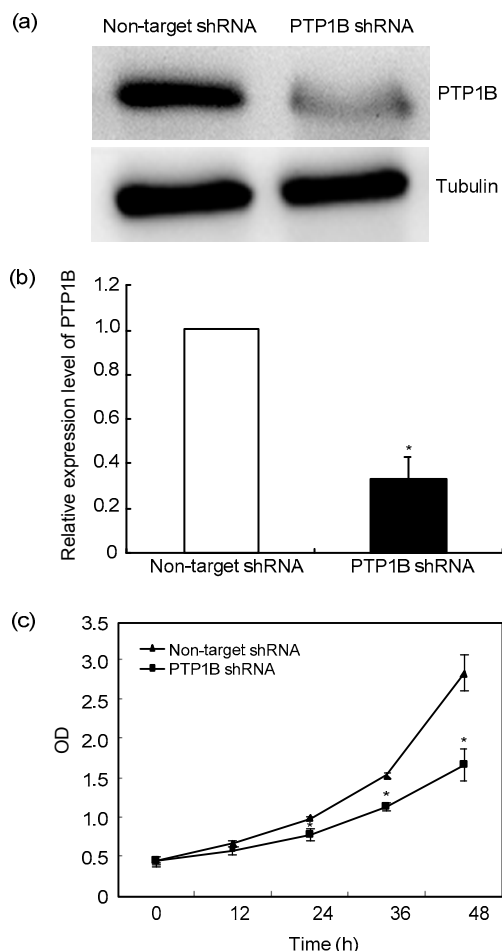 (a)
Non-target shRNA PTP1B shRNA
PTP1B
Tubulin
(b)
Relative expression level of PTP1B
1.2
1.0
0.8
0.6
0.4
0.2
0
*
Non-target shRNA PTP1B shRNA
(c)
OD
3.5
3.0
2.5
2.0
1.5
1.0
0.5
0
Non-target shRNA
PTP1B shRNA
*
*
*
0 12 24 36 48
Time (h)